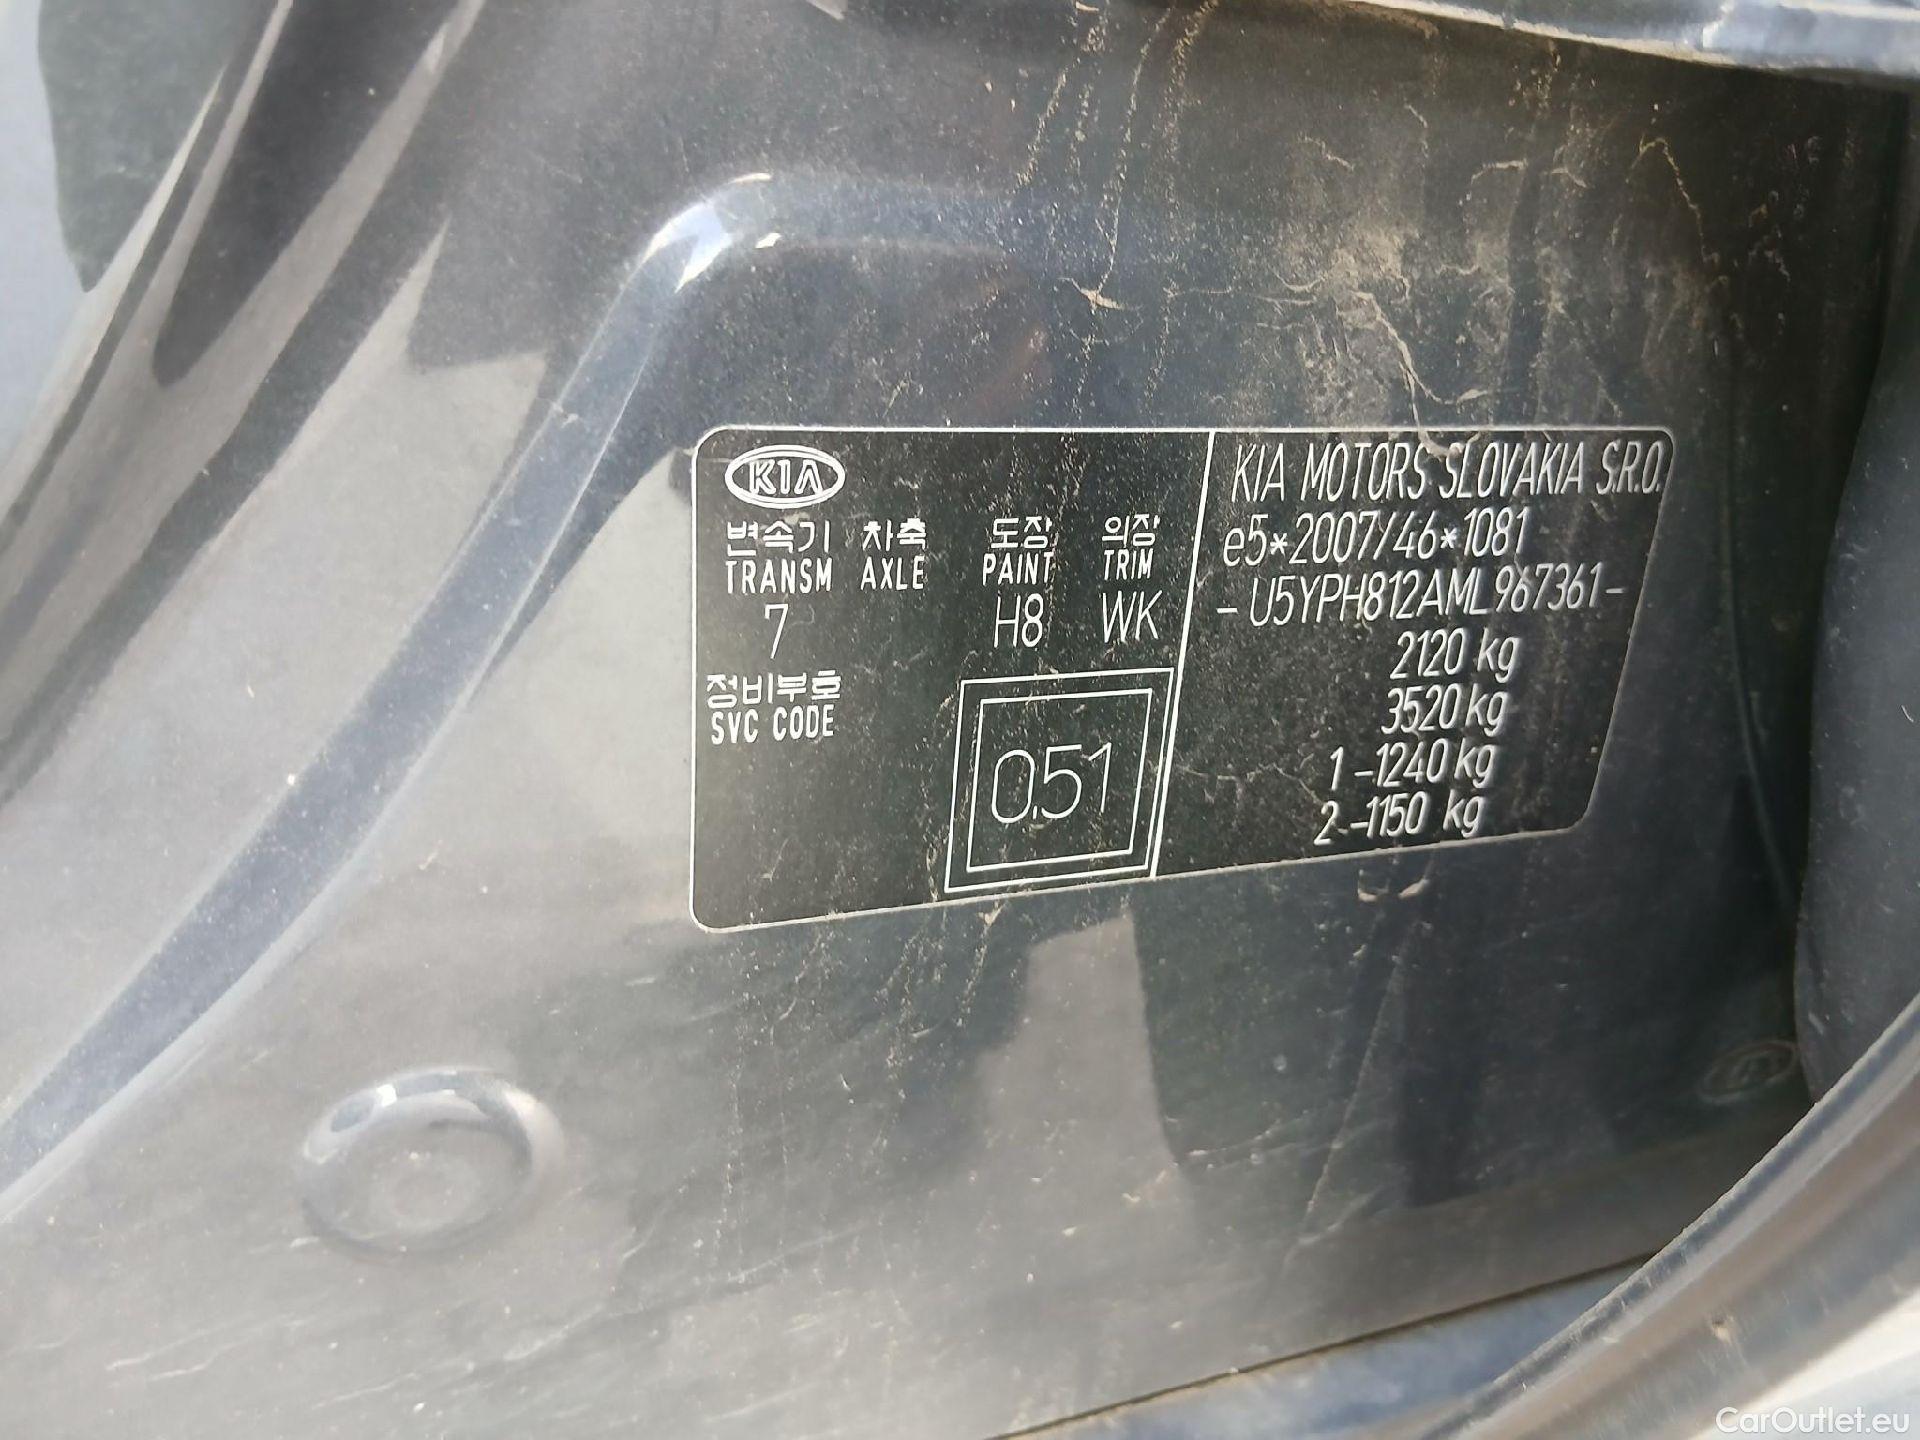 KIA
변속기 차축 도장 의장
TRANSM AXLE PAINT TRIM
7 H8 WK
정비부호
SVC CODE
0,51
KIA MOTORS SLOVAKIA S.R.O.
e5*2007/46*1081
- U5YPH812AML967361-
2120 kg
3520 kg
1 -1240 kg
2 -1150 kg
CarOutlet.eu